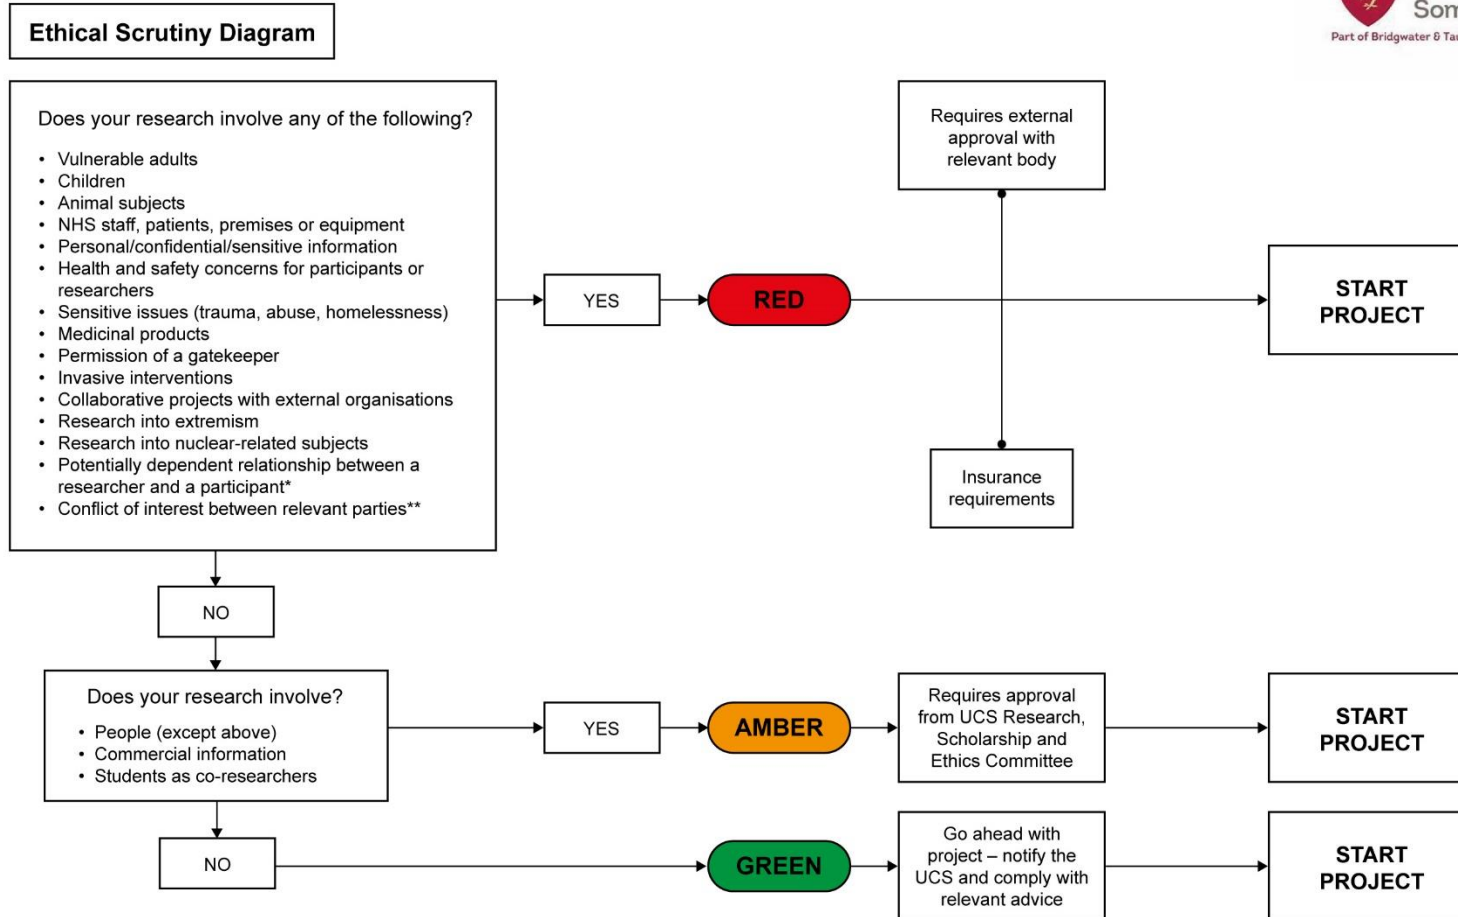 Ethical Scrutiny Diagram
Part of Bridgwater &
Does your research involve any of the following?
• Vulnerable adults
• Children
• Animal subjects
• NHS staff, patients, premises or equipment
• Personal/confidential/sensitive information
• Health and safety concerns for participants or
researchers
• Sensitive issues (trauma, abuse, homelessness)
• Medicinal products
• Permission of a gatekeeper
• Invasive interventions
• Collaborative projects with external organisations
• Research into extremism
• Research into nuclear-related subjects
• Potentially dependent relationship between a
researcher and a participant*
• Conflict of interest between relevant parties**
YES
RED
Requires external
approval with
relevant body
Insurance
requirements
START
PROJECT
NO
Does your research involve?
• People (except above)
• Commercial information
• Students as co-researchers
YES
AMBER
Requires approval
from UCS Research,
Scholarship and
Ethics Committee
START
PROJECT
NO
GREEN
Go ahead with
project – notify the
UCS and comply with
relevant advice
START
PROJECT